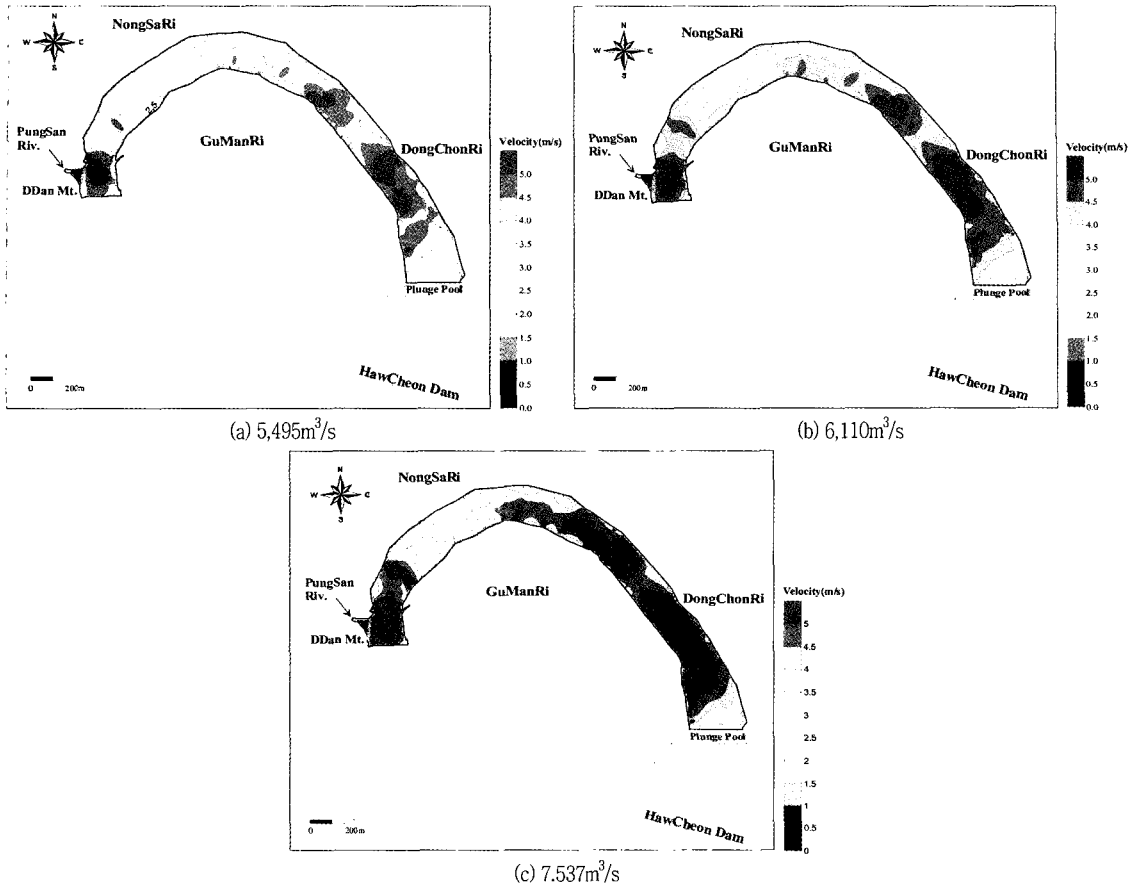 N
W
C
S
NongSaRi
PungSan
Riv.
DDan Mt.
GuManRi
DongChonRi
2.5
Plunge Pool
HawCheon Dam
0 200m
Velocity(m/s)
5.0
4.5
4.0
3.5
3.0
2.5
2.0
1.5
1.0
0.0
(a) 5,495m³/s
N
W
C
S
NongSaRi
PungSan
Riv.
DDan Mt.
GuManRi
DongChonRi
Plunge Pool
HawCheon Dam
0 200m
Velocity(m/s)
5.0
4.5
4.0
3.5
3.0
2.5
2.0
1.5
1.0
0.0
(b) 6,110m³/s
N
W
C
S
NongSaRi
PungSan
Riv.
DDan Mt.
GuManRi
DongChonRi
Plunge Pool
HawCheon Dam
0 200m
Velocity(m/s)
5
4.5
4
3.5
3
2.5
2
1.5
1
0
(c) 7.537m³/s